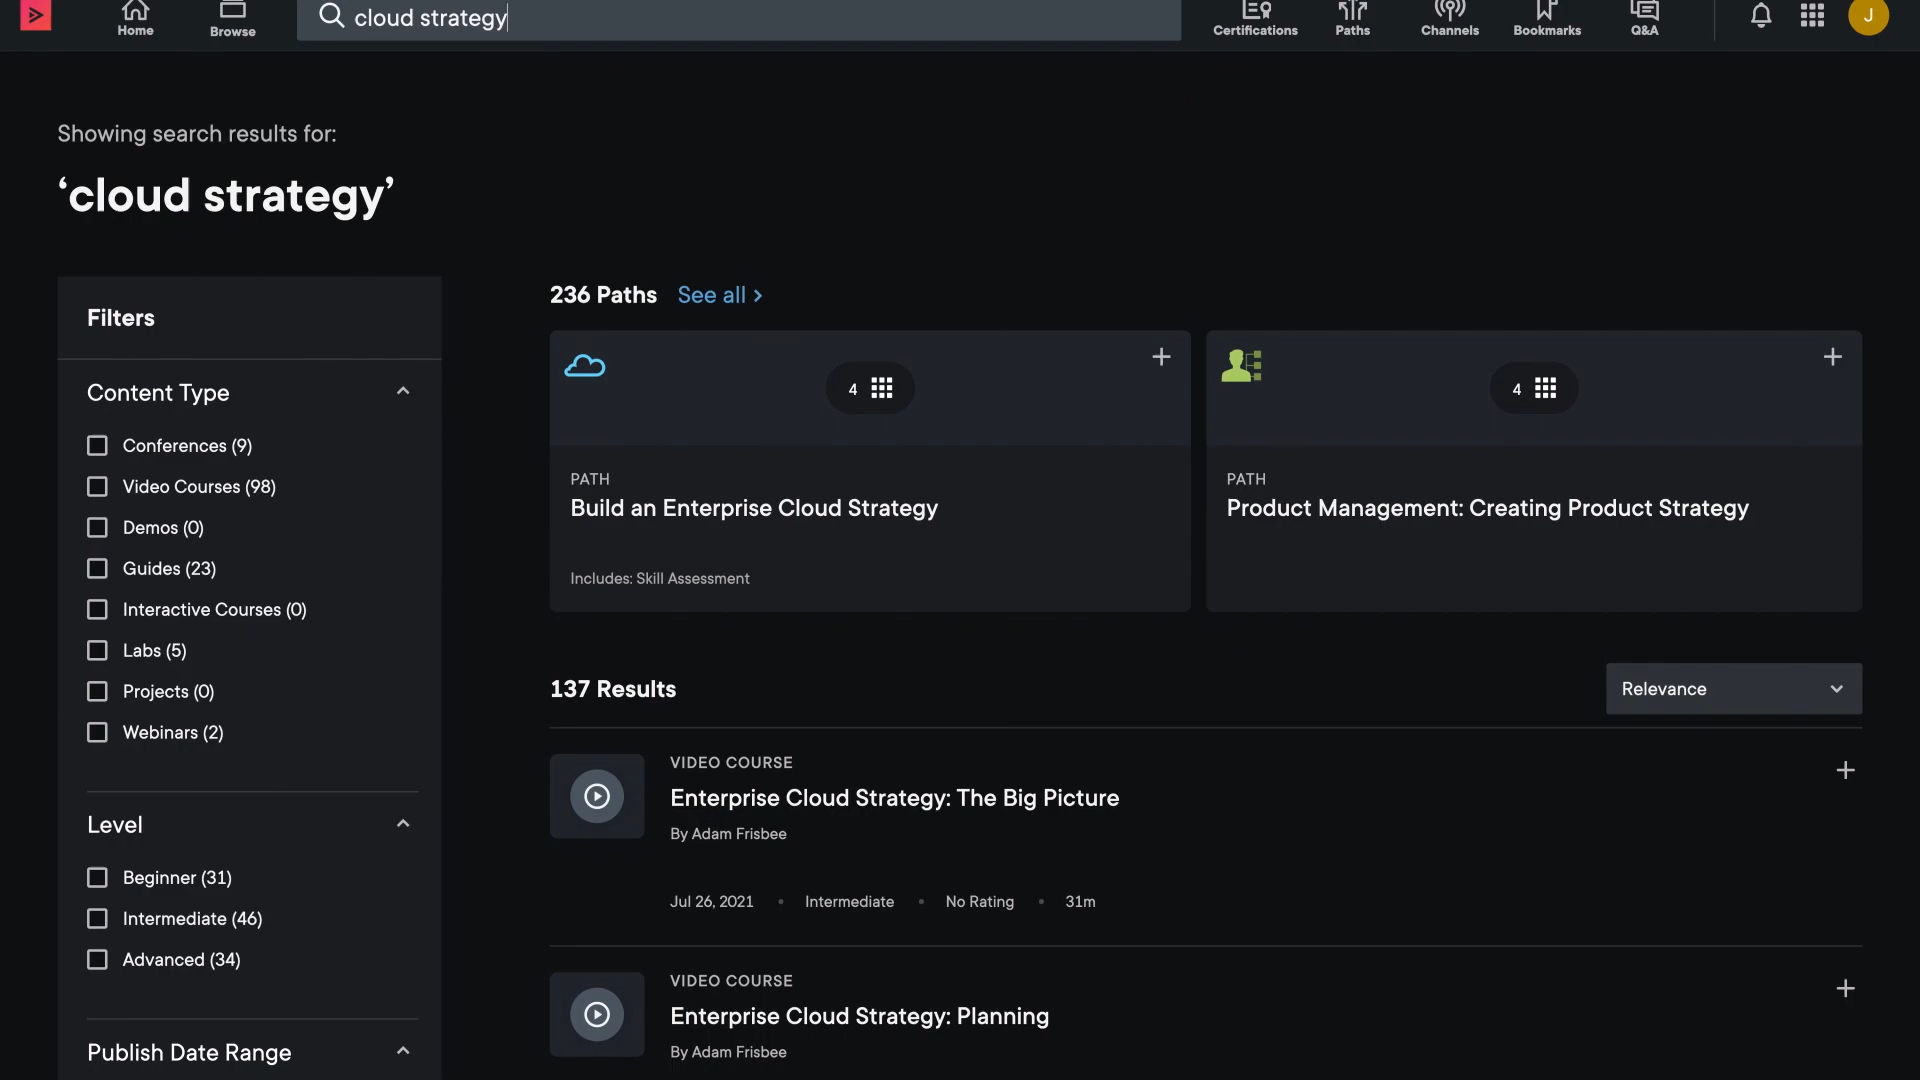 Home
Browse
cloud strategy
Certifications
Paths
Channels
Bookmarks
Q&A
J
Showing search results for:
‘cloud strategy’
Filters
Content Type
Conferences (9)
Video Courses (98)
Demos (0)
Guides (23)
Interactive Courses (0)
Labs (5)
Projects (0)
Webinars (2)
Level
Beginner (31)
Intermediate (46)
Advanced (34)
Publish Date Range
236 Paths See all >
4
PATH
Build an Enterprise Cloud Strategy
Includes: Skill Assessment
4
PATH
Product Management: Creating Product Strategy
137 Results
Relevance
VIDEO COURSE
Enterprise Cloud Strategy: The Big Picture
By Adam Frisbee
Jul 26, 2021 • Intermediate • No Rating • 31m
VIDEO COURSE
Enterprise Cloud Strategy: Planning
By Adam Frisbee